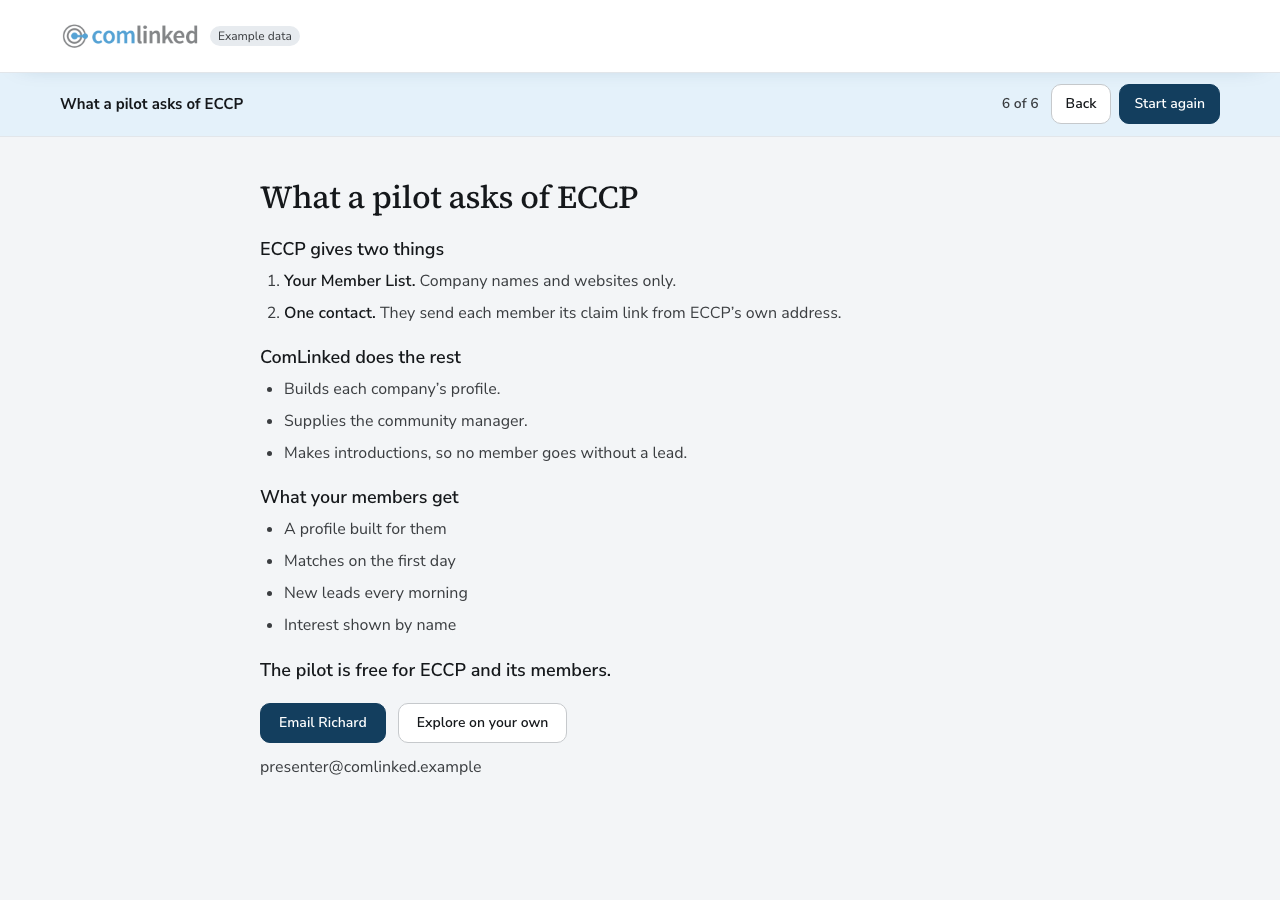 comlinked Example data
What a pilot asks of ECCP 6 of 6 Back Start again
What a pilot asks of ECCP
ECCP gives two things
1. Your Member List. Company names and websites only.
2. One contact. They send each member its claim link from ECCP’s own address.
ComLinked does the rest
• Builds each company’s profile.
• Supplies the community manager.
• Makes introductions, so no member goes without a lead.
What your members get
• A profile built for them
• Matches on the first day
• New leads every morning
• Interest shown by name
The pilot is free for ECCP and its members.
Email Richard Explore on your own
presenter@comlinked.example